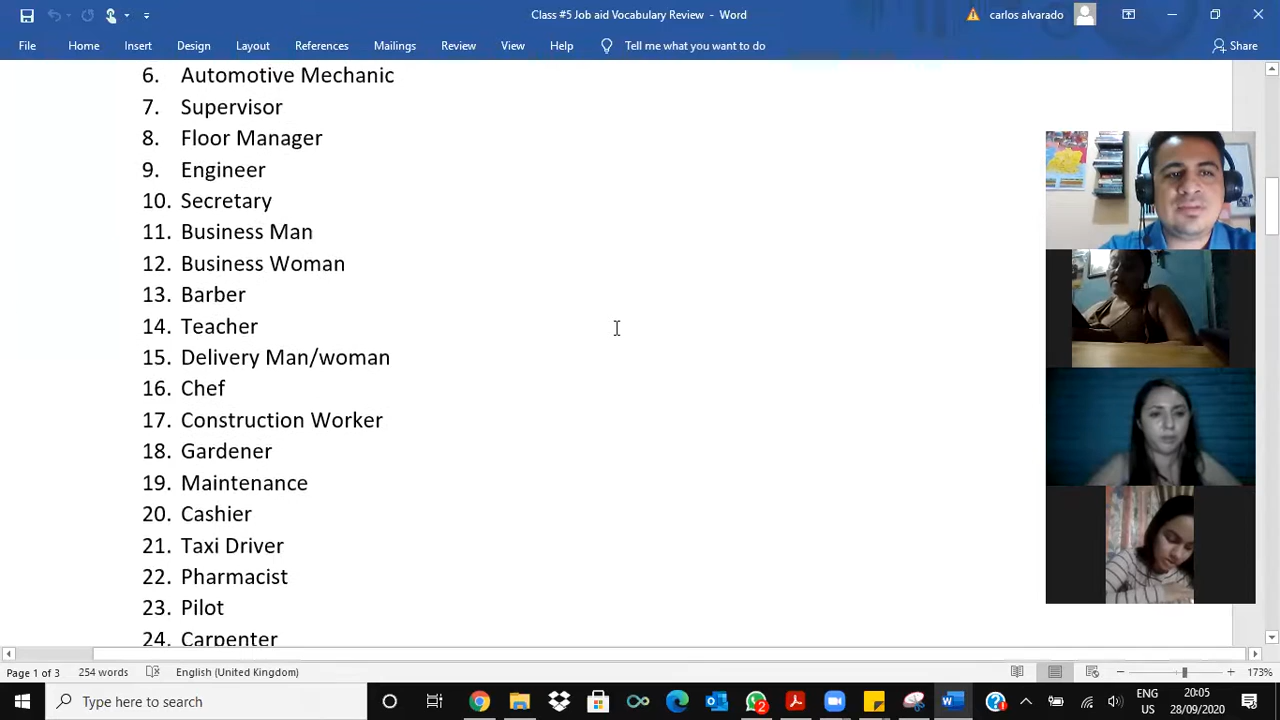 Class #5 Job aid Vocabulary Review - Word
carlos alvarado
File Home Insert Design Layout References Mailings Review View Help Tell me what you want to do Share
6. Automotive Mechanic
7. Supervisor
8. Floor Manager
9. Engineer
10. Secretary
11. Business Man
12. Business Woman
13. Barber
14. Teacher
15. Delivery Man/woman
16. Chef
17. Construction Worker
18. Gardener
19. Maintenance
20. Cashier
21. Taxi Driver
22. Pharmacist
23. Pilot
24. Carpenter
Page 1 of 3 254 words English (United Kingdom) 173%
Type here to search
2
ENG
US
20:05
28/09/2020